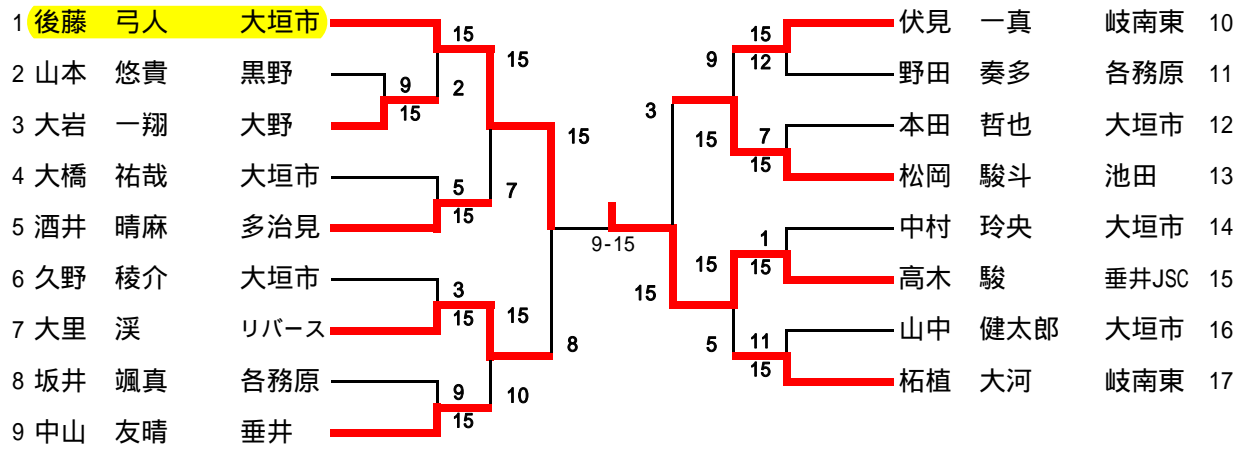 1 後藤 弓人 大垣市
2 山本 悠貴 黒野
3 大岩 一翔 大野
4 大橋 祐哉 大垣市
5 酒井 晴麻 多治見
6 久野 稜介 大垣市
7 大里 渓 リバース
8 坂井 颯真 各務原
9 中山 友晴 垂井
15
9
15
2
5
15
3
15
9
15
15
7
15
10
15
8
9-15
3
15
9
15
15
5
15
12
7
15
1
15
11
15
伏見 一真 岐南東 10
野田 奏多 各務原 11
本田 哲也 大垣市 12
松岡 駿斗 池田 13
中村 玲央 大垣市 14
高木 駿 垂井JSC 15
山中 健太郎 大垣市 16
柘植 大河 岐南東 17